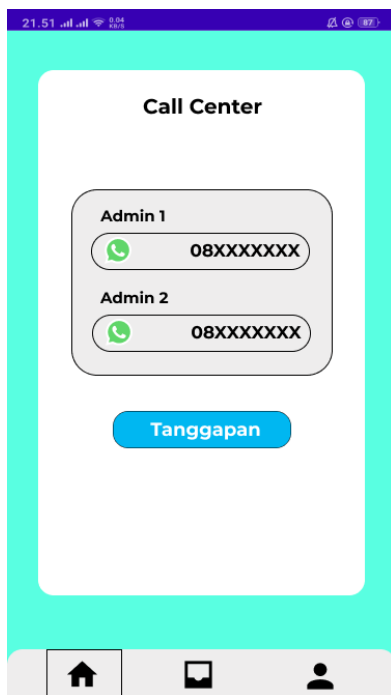 21.51 0.04 KB/S 87
Call Center
Admin 1
08XXXXXXX
Admin 2
08XXXXXXX
Tanggapan